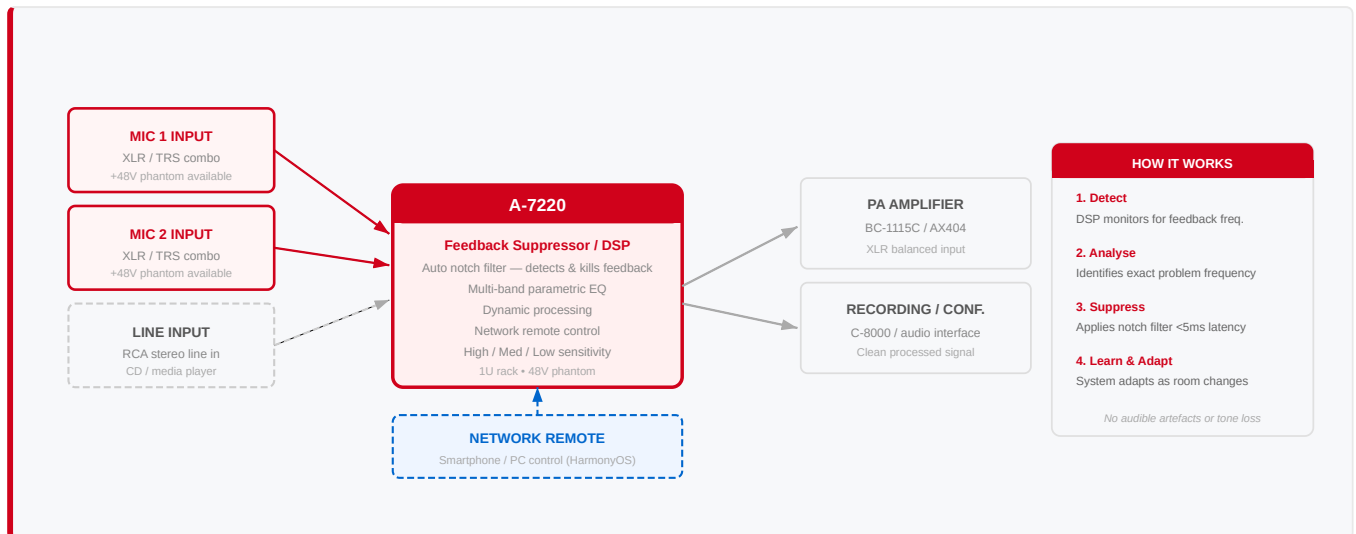 MIC 1 INPUT
XLR / TRS combo
+48V phantom available
MIC 2 INPUT
XLR / TRS combo
+48V phantom available
LINE INPUT
RCA stereo line in
CD / media player
A-7220
Feedback Suppressor / DSP
Auto notch filter — detects & kills feedback
Multi-band parametric EQ
Dynamic processing
Network remote control
High / Med / Low sensitivity
1U rack • 48V phantom
NETWORK REMOTE
Smartphone / PC control (HarmonyOS)
PA AMPLIFIER
BC-1115C / AX404
XLR balanced input
RECORDING / CONF.
C-8000 / audio interface
Clean processed signal
HOW IT WORKS
1. Detect
DSP monitors for feedback freq.
2. Analyse
Identifies exact problem frequency
3. Suppress
Applies notch filter <5ms latency
4. Learn & Adapt
System adapts as room changes
No audible artefacts or tone loss